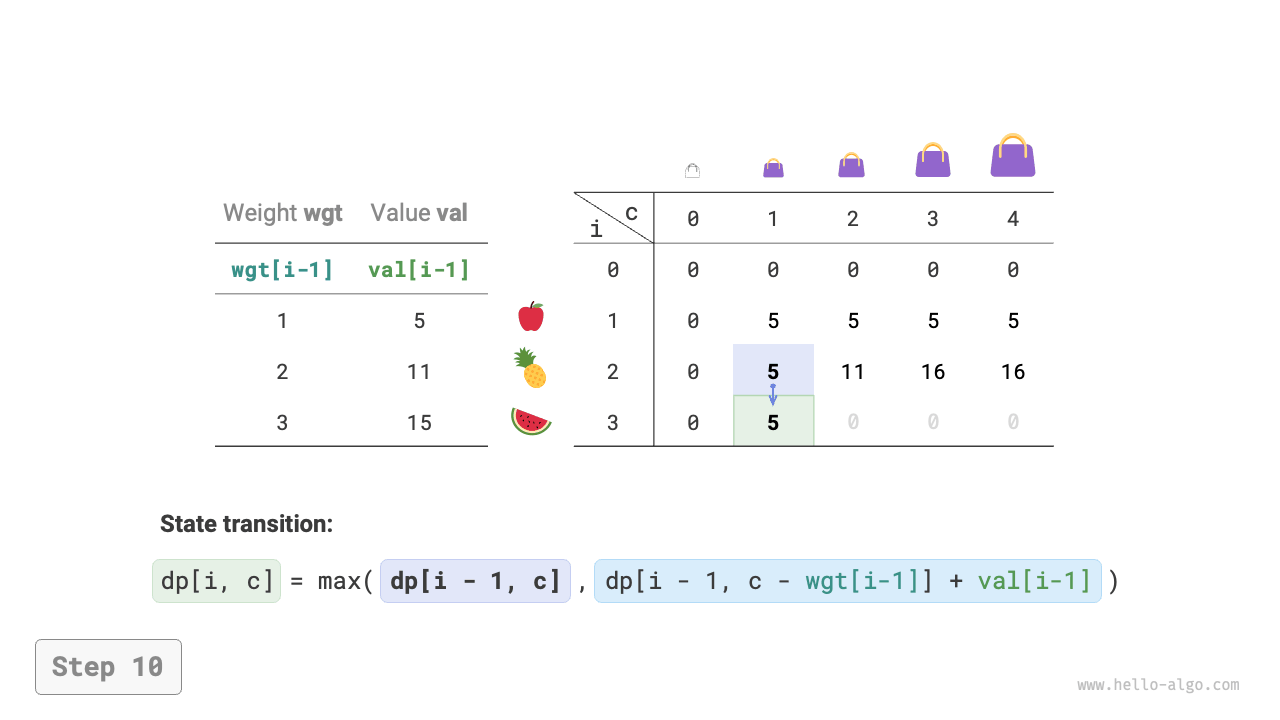 Weight wgt Value val
wgt[i-1] val[i-1]
1 5
2 11
3 15
c
i
0 1 2 3 4
0 0 0 0 0 0
1 0 5 5 5 5
2 0 5 11 16 16
3 0 5 0 0 0
State transition:
dp[i, c] = max( dp[i - 1, c] , dp[i - 1, c - wgt[i-1]] + val[i-1] )
Step 10
www.hello-algo.com